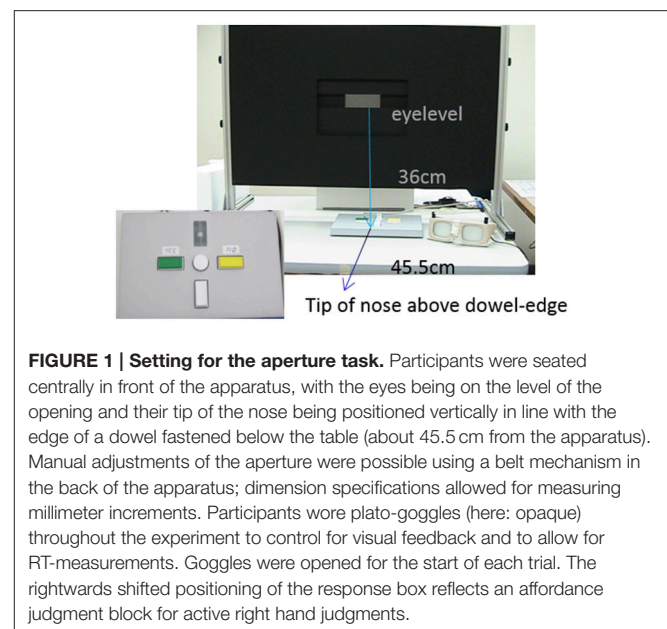 eyelevel
36cm
YES NO
45.5cm
Tip of nose above dowel-edge
FIGURE 1 | Setting for the aperture task. Participants were seated
centrally in front of the apparatus, with the eyes being on the level of the
opening and their tip of the nose being positioned vertically in line with the
edge of a dowel fastened below the table (about 45.5 cm from the apparatus).
Manual adjustments of the aperture were possible using a belt mechanism in
the back of the apparatus; dimension specifications allowed for measuring
millimeter increments. Participants wore plato-goggles (here: opaque)
throughout the experiment to control for visual feedback and to allow for
RT-measurements. Goggles were opened for the start of each trial. The
rightwards shifted positioning of the response box reflects an affordance
judgment block for active right hand judgments.